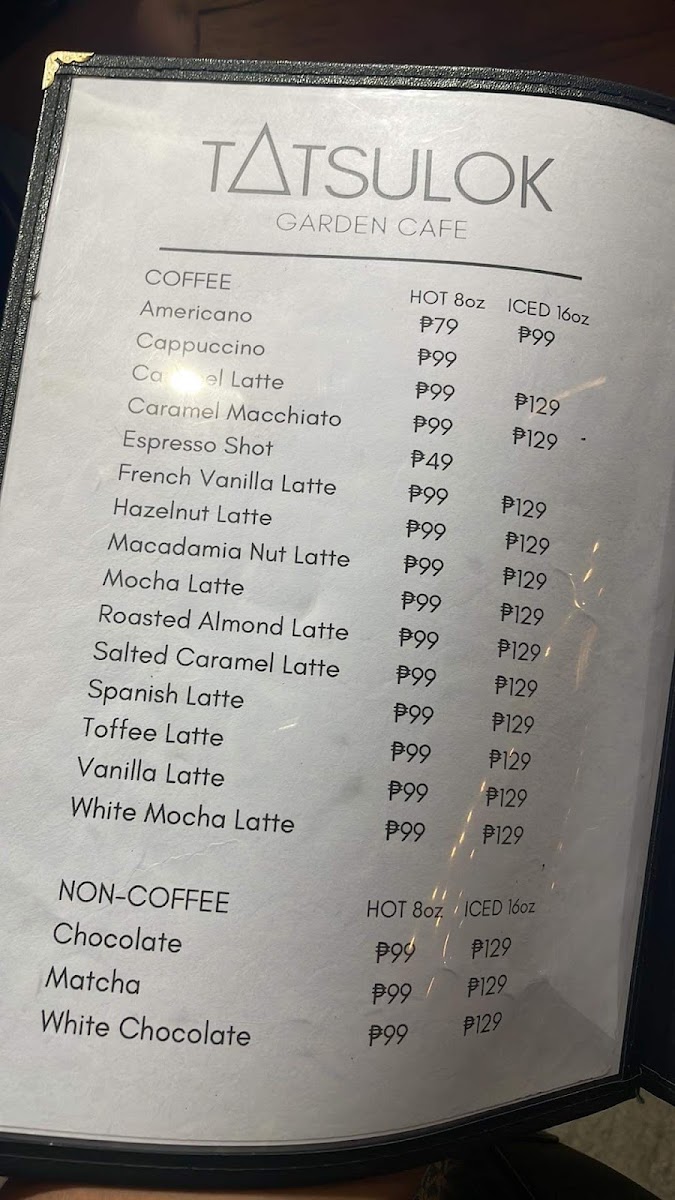 TATSULOK
GARDEN CAFE
COFFEE HOT 8oz ICED 16oz
Americano ₱79 ₱99
Cappuccino ₱99
Caramel Latte ₱99 ₱129
Caramel Macchiato ₱99 ₱129
Espresso Shot ₱49
French Vanilla Latte ₱99 ₱129
Hazelnut Latte ₱99 ₱129
Macadamia Nut Latte ₱99 ₱129
Mocha Latte ₱99 ₱129
Roasted Almond Latte ₱99 ₱129
Salted Caramel Latte ₱99 ₱129
Spanish Latte ₱99 ₱129
Toffee Latte ₱99 ₱129
Vanilla Latte ₱99 ₱129
White Mocha Latte ₱99 ₱129
NON-COFFEE HOT 8oz ICED 16oz
Chocolate ₱99 ₱129
Matcha ₱99 ₱129
White Chocolate ₱99 ₱129